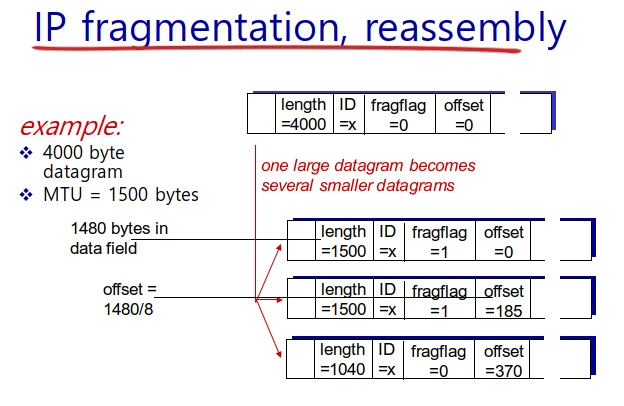 IP fragmentation, reassembly
example:
❖ 4000 byte
datagram
❖ MTU = 1500 bytes
length ID fragflag offset
=4000 =x =0 =0
one large datagram becomes
several smaller datagrams
1480 bytes in
data field
length ID fragflag offset
=1500 =x =1 =0
offset =
1480/8
length ID fragflag offset
=1500 =x =1 =185
length ID fragflag offset
=1040 =x =0 =370